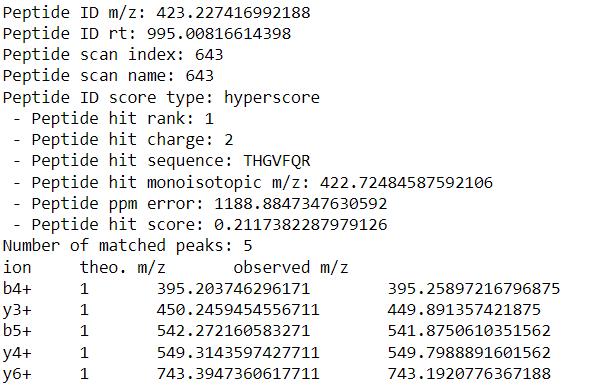 Peptide ID m/z: 423.227416992188
Peptide ID rt: 995.00816614398
Peptide scan index: 643
Peptide scan name: 643
Peptide ID score type: hyperscore
 - Peptide hit rank: 1
 - Peptide hit charge: 2
 - Peptide hit sequence: THGVFQR
 - Peptide hit monoisotopic m/z: 422.72484587592106
 - Peptide ppm error: 1188.8847347630592
 - Peptide hit score: 0.2117382287979126
Number of matched peaks: 5
ion theo. m/z observed m/z
b4+ 1 395.203746296171 395.25897216796875
y3+ 1 450.2459454556711 449.891357421875
b5+ 1 542.272160583271 541.8750610351562
y4+ 1 549.3143597427711 549.7988891601562
y6+ 1 743.3947360617711 743.1920776367188